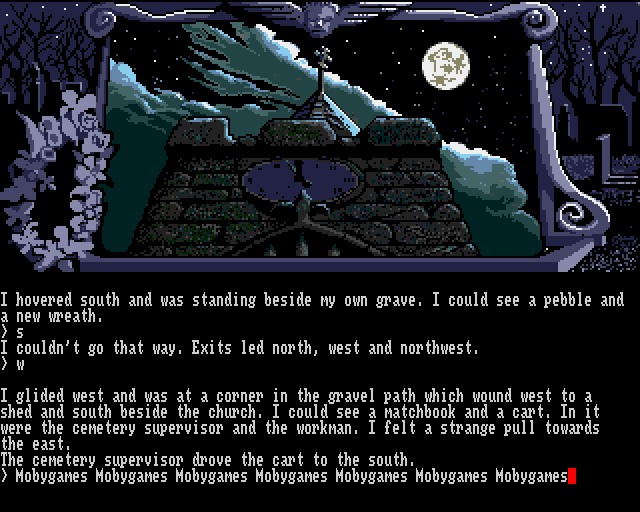 I hovered south and was standing beside my own grave. I could see a pebble and
a new wreath.
> s
I couldn't go that way. Exits led north, west and northwest.
> w
I glided west and was at a corner in the gravel path which wound west to a
shed and south beside the church. I could see a matchbook and a cart. In it
were the cemetery supervisor and the workman. I felt a strange pull towards
the east.
The cemetery supervisor drove the cart to the south.
> Mobygames Mobygames Mobygames Mobygames Mobygames Mobygames Mobygames